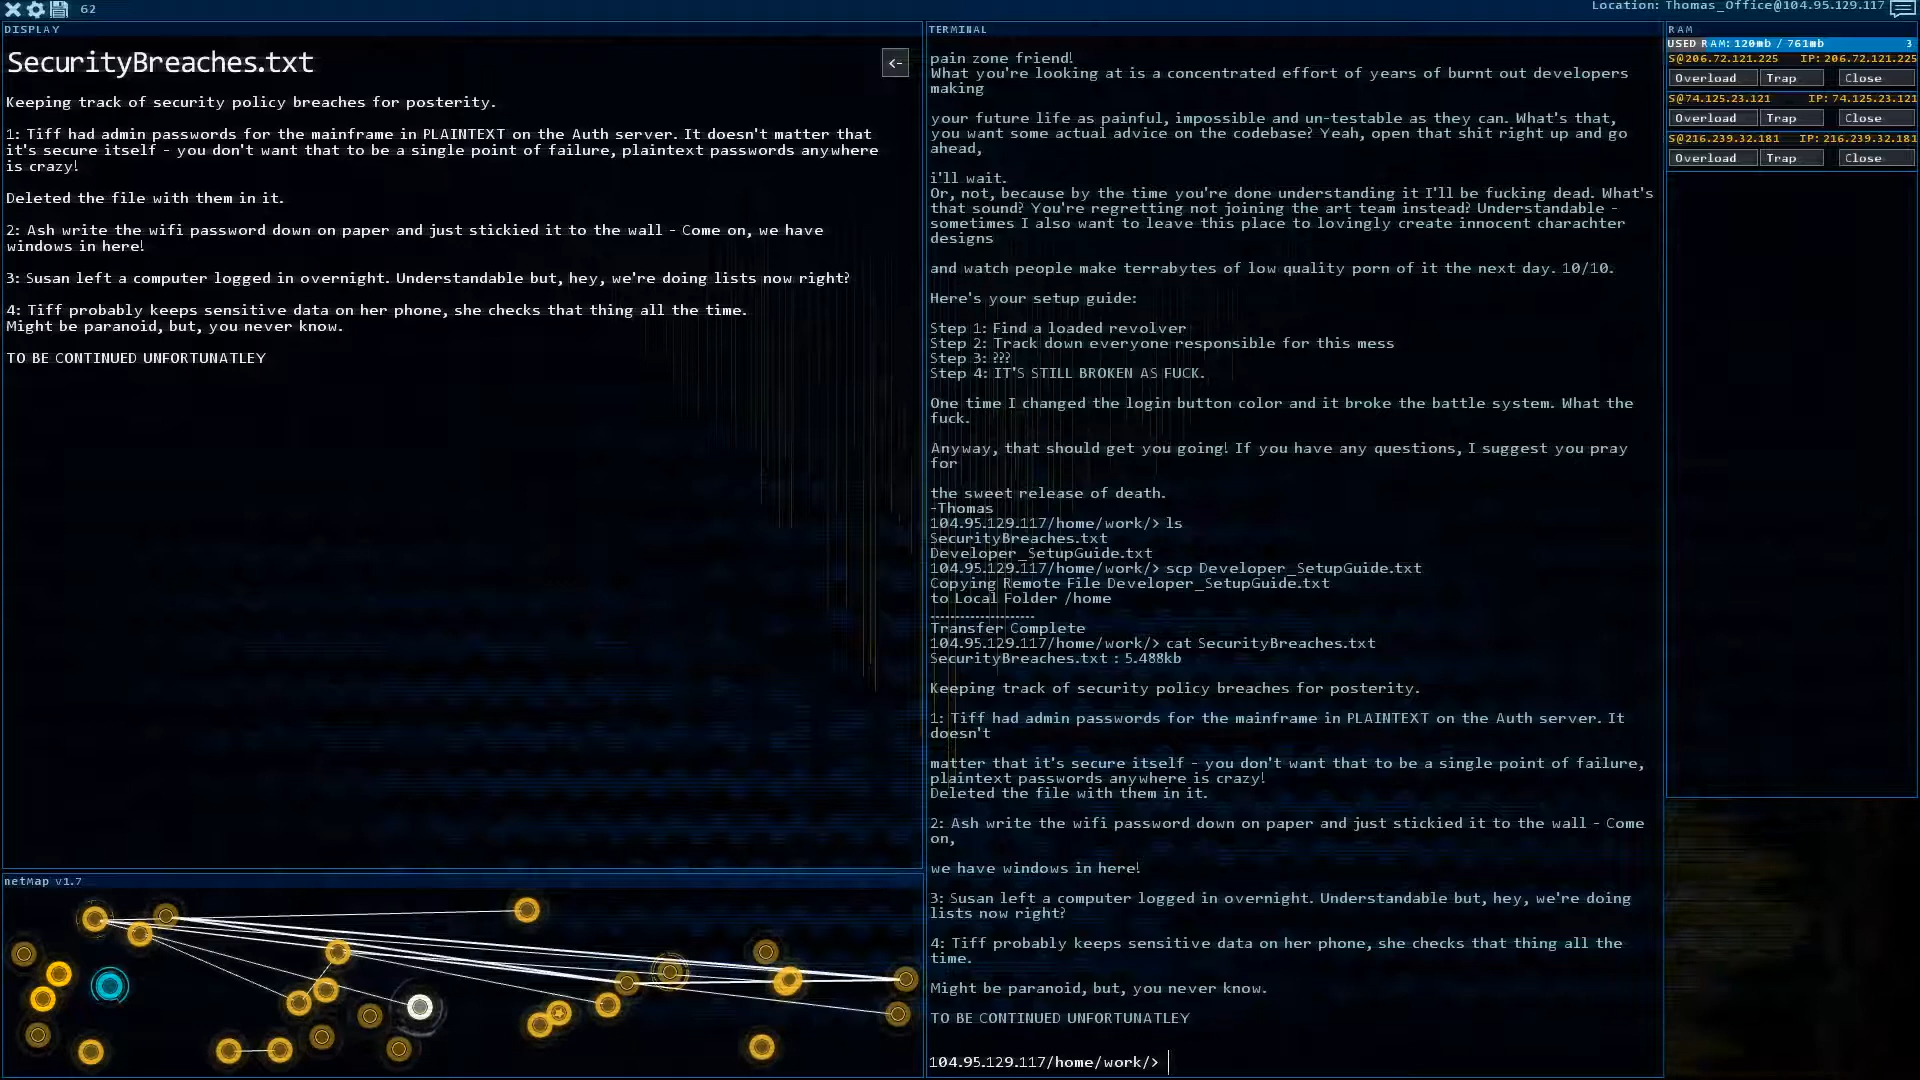 62
Location: Thomas_Office@104.95.129.117
DISPLAY
SecurityBreaches.txt
<-
Keeping track of security policy breaches for posterity.
1: Tiff had admin passwords for the mainframe in PLAINTEXT on the Auth server. It doesn't matter that
it's secure itself - you don't want that to be a single point of failure, plaintext passwords anywhere
is crazy!
Deleted the file with them in it.
2: Ash write the wifi password down on paper and just stickied it to the wall - Come on, we have
windows in here!
3: Susan left a computer logged in overnight. Understandable but, hey, we're doing lists now right?
4: Tiff probably keeps sensitive data on her phone, she checks that thing all the time.
Might be paranoid, but, you never know.
TO BE CONTINUED UNFORTUNATLEY
netMap v1.7
TERMINAL
pain zone friend!
What you're looking at is a concentrated effort of years of burnt out developers
making
your future life as painful, impossible and un-testable as they can. What's that,
you want some actual advice on the codebase? Yeah, open that shit right up and go
ahead,
i'll wait.
Or, not, because by the time you're done understanding it I'll be fucking dead. What's
that sound? You're regretting not joining the art team instead? Understandable -
sometimes I also want to leave this place to lovingly create innocent charachter
designs
and watch people make terrabytes of low quality porn of it the next day. 10/10.
Here's your setup guide:
Step 1: Find a loaded revolver
Step 2: Track down everyone responsible for this mess
Step 3: ???
Step 4: IT'S STILL BROKEN AS FUCK.
One time I changed the login button color and it broke the battle system. What the
fuck.
Anyway, that should get you going! If you have any questions, I suggest you pray
for
the sweet release of death.
-Thomas
104.95.129.117/home/work/> ls
SecurityBreaches.txt
Developer_SetupGuide.txt
104.95.129.117/home/work/> scp Developer_SetupGuide.txt
Copying Remote File Developer_SetupGuide.txt
to Local Folder /home
....................
Transfer Complete
104.95.129.117/home/work/> cat SecurityBreaches.txt
SecurityBreaches.txt : 5.488kb
Keeping track of security policy breaches for posterity.
1: Tiff had admin passwords for the mainframe in PLAINTEXT on the Auth server. It
doesn't
matter that it's secure itself - you don't want that to be a single point of failure,
plaintext passwords anywhere is crazy!
Deleted the file with them in it.
2: Ash write the wifi password down on paper and just stickied it to the wall - Come
on,
we have windows in here!
3: Susan left a computer logged in overnight. Understandable but, hey, we're doing
lists now right?
4: Tiff probably keeps sensitive data on her phone, she checks that thing all the
time.
Might be paranoid, but, you never know.
TO BE CONTINUED UNFORTUNATLEY
104.95.129.117/home/work/>
RAM
USED RAM: 120mb / 761mb 3
S@206.72.121.225 IP: 206.72.121.225
Overload Trap Close
S@74.125.23.121 IP: 74.125.23.121
Overload Trap Close
S@216.239.32.181 IP: 216.239.32.181
Overload Trap Close